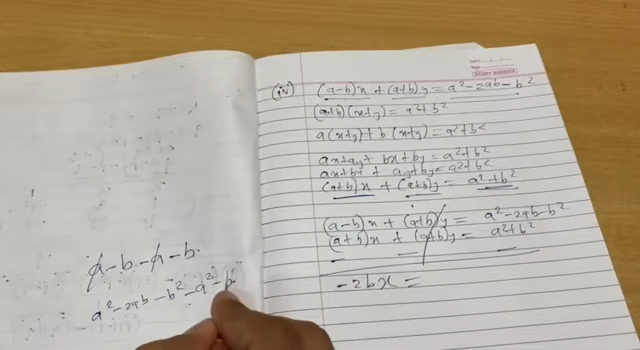 (iv) (a-b)x + (a+b)y = a²-2ab-b²
(a+b)(x+y) = a²+b²
a(x+y)+b(x+y)=a²+b²
ax+ay+bx+by=a²+b²
ax+bx+ay+by=a²+b²
(a+b)x + (a+b)y = a²+b²
(a-b)x + (a+b)y = a²-2ab-b²
(a+b)x + (a+b)y = a²+b²
-2bx =
a-b-a-b
a²-2ab-b²-a²-b